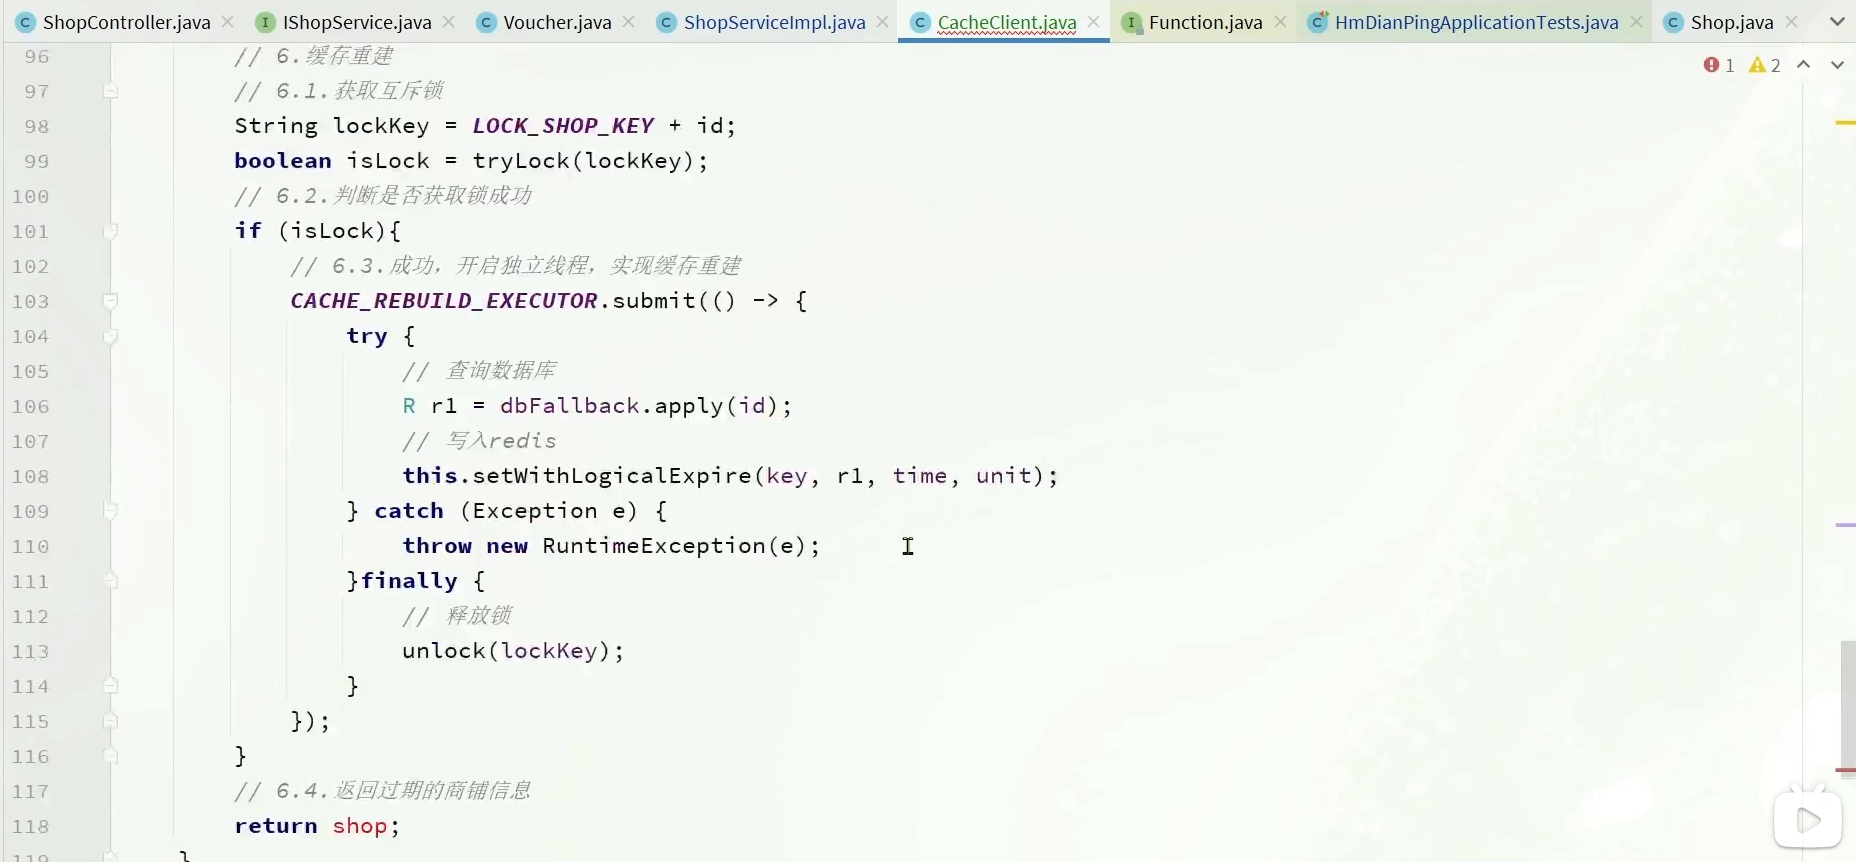 ShopController.java IShopService.java Voucher.java ShopServiceImpl.java CacheClient.java Function.java HmDianPingApplicationTests.java Shop.java
1 2
96 // 6.缓存重建
97 // 6.1.获取互斥锁
98 String lockKey = LOCK_SHOP_KEY + id;
99 boolean isLock = tryLock(lockKey);
100 // 6.2.判断是否获取锁成功
101 if (isLock){
102 // 6.3.成功，开启独立线程，实现缓存重建
103 CACHE_REBUILD_EXECUTOR.submit(() -> {
104 try {
105 // 查询数据库
106 R r1 = dbFallback.apply(id);
107 // 写入redis
108 this.setWithLogicalExpire(key, r1, time, unit);
109 } catch (Exception e) {
110 throw new RuntimeException(e);
111 }finally {
112 // 释放锁
113 unlock(lockKey);
114 }
115 });
116 }
117 // 6.4.返回过期的商铺信息
118 return shop;
119 }